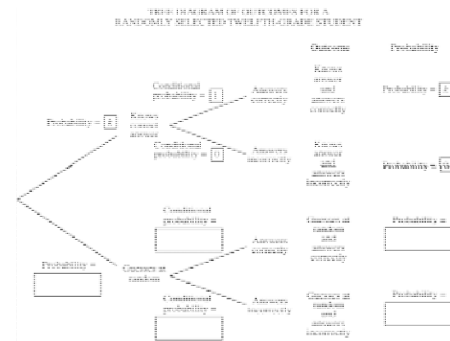 TREE DIAGRAM OF OUTCOMES FOR A
RANDOMLY SELECTED TWELFTH-GRADE STUDENT
Outcome Probability
Conditional
probability = 1
Answers
correctly
Knows
answer
and
answers
correctly
Probability =
Probability = k
Knows
correct
answer
Conditional
probability = 0
Answers
incorrectly
Knows
answer
and
answers
incorrectly
Probability =
Conditional
probability =
Answers
correctly
Guesses at
random
and
answers
correctly
Probability =
Probability =
Guesses at
random
Conditional
probability =
Answers
incorrectly
Guesses at
random
and
answers
incorrectly
Probability =